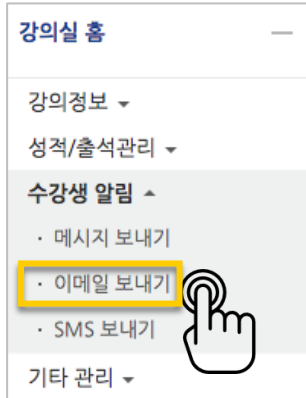 강의실 홈
강의정보
성적/출석관리
수강생 알림
· 메시지 보내기
· 이메일 보내기
· SMS 보내기
기타 관리